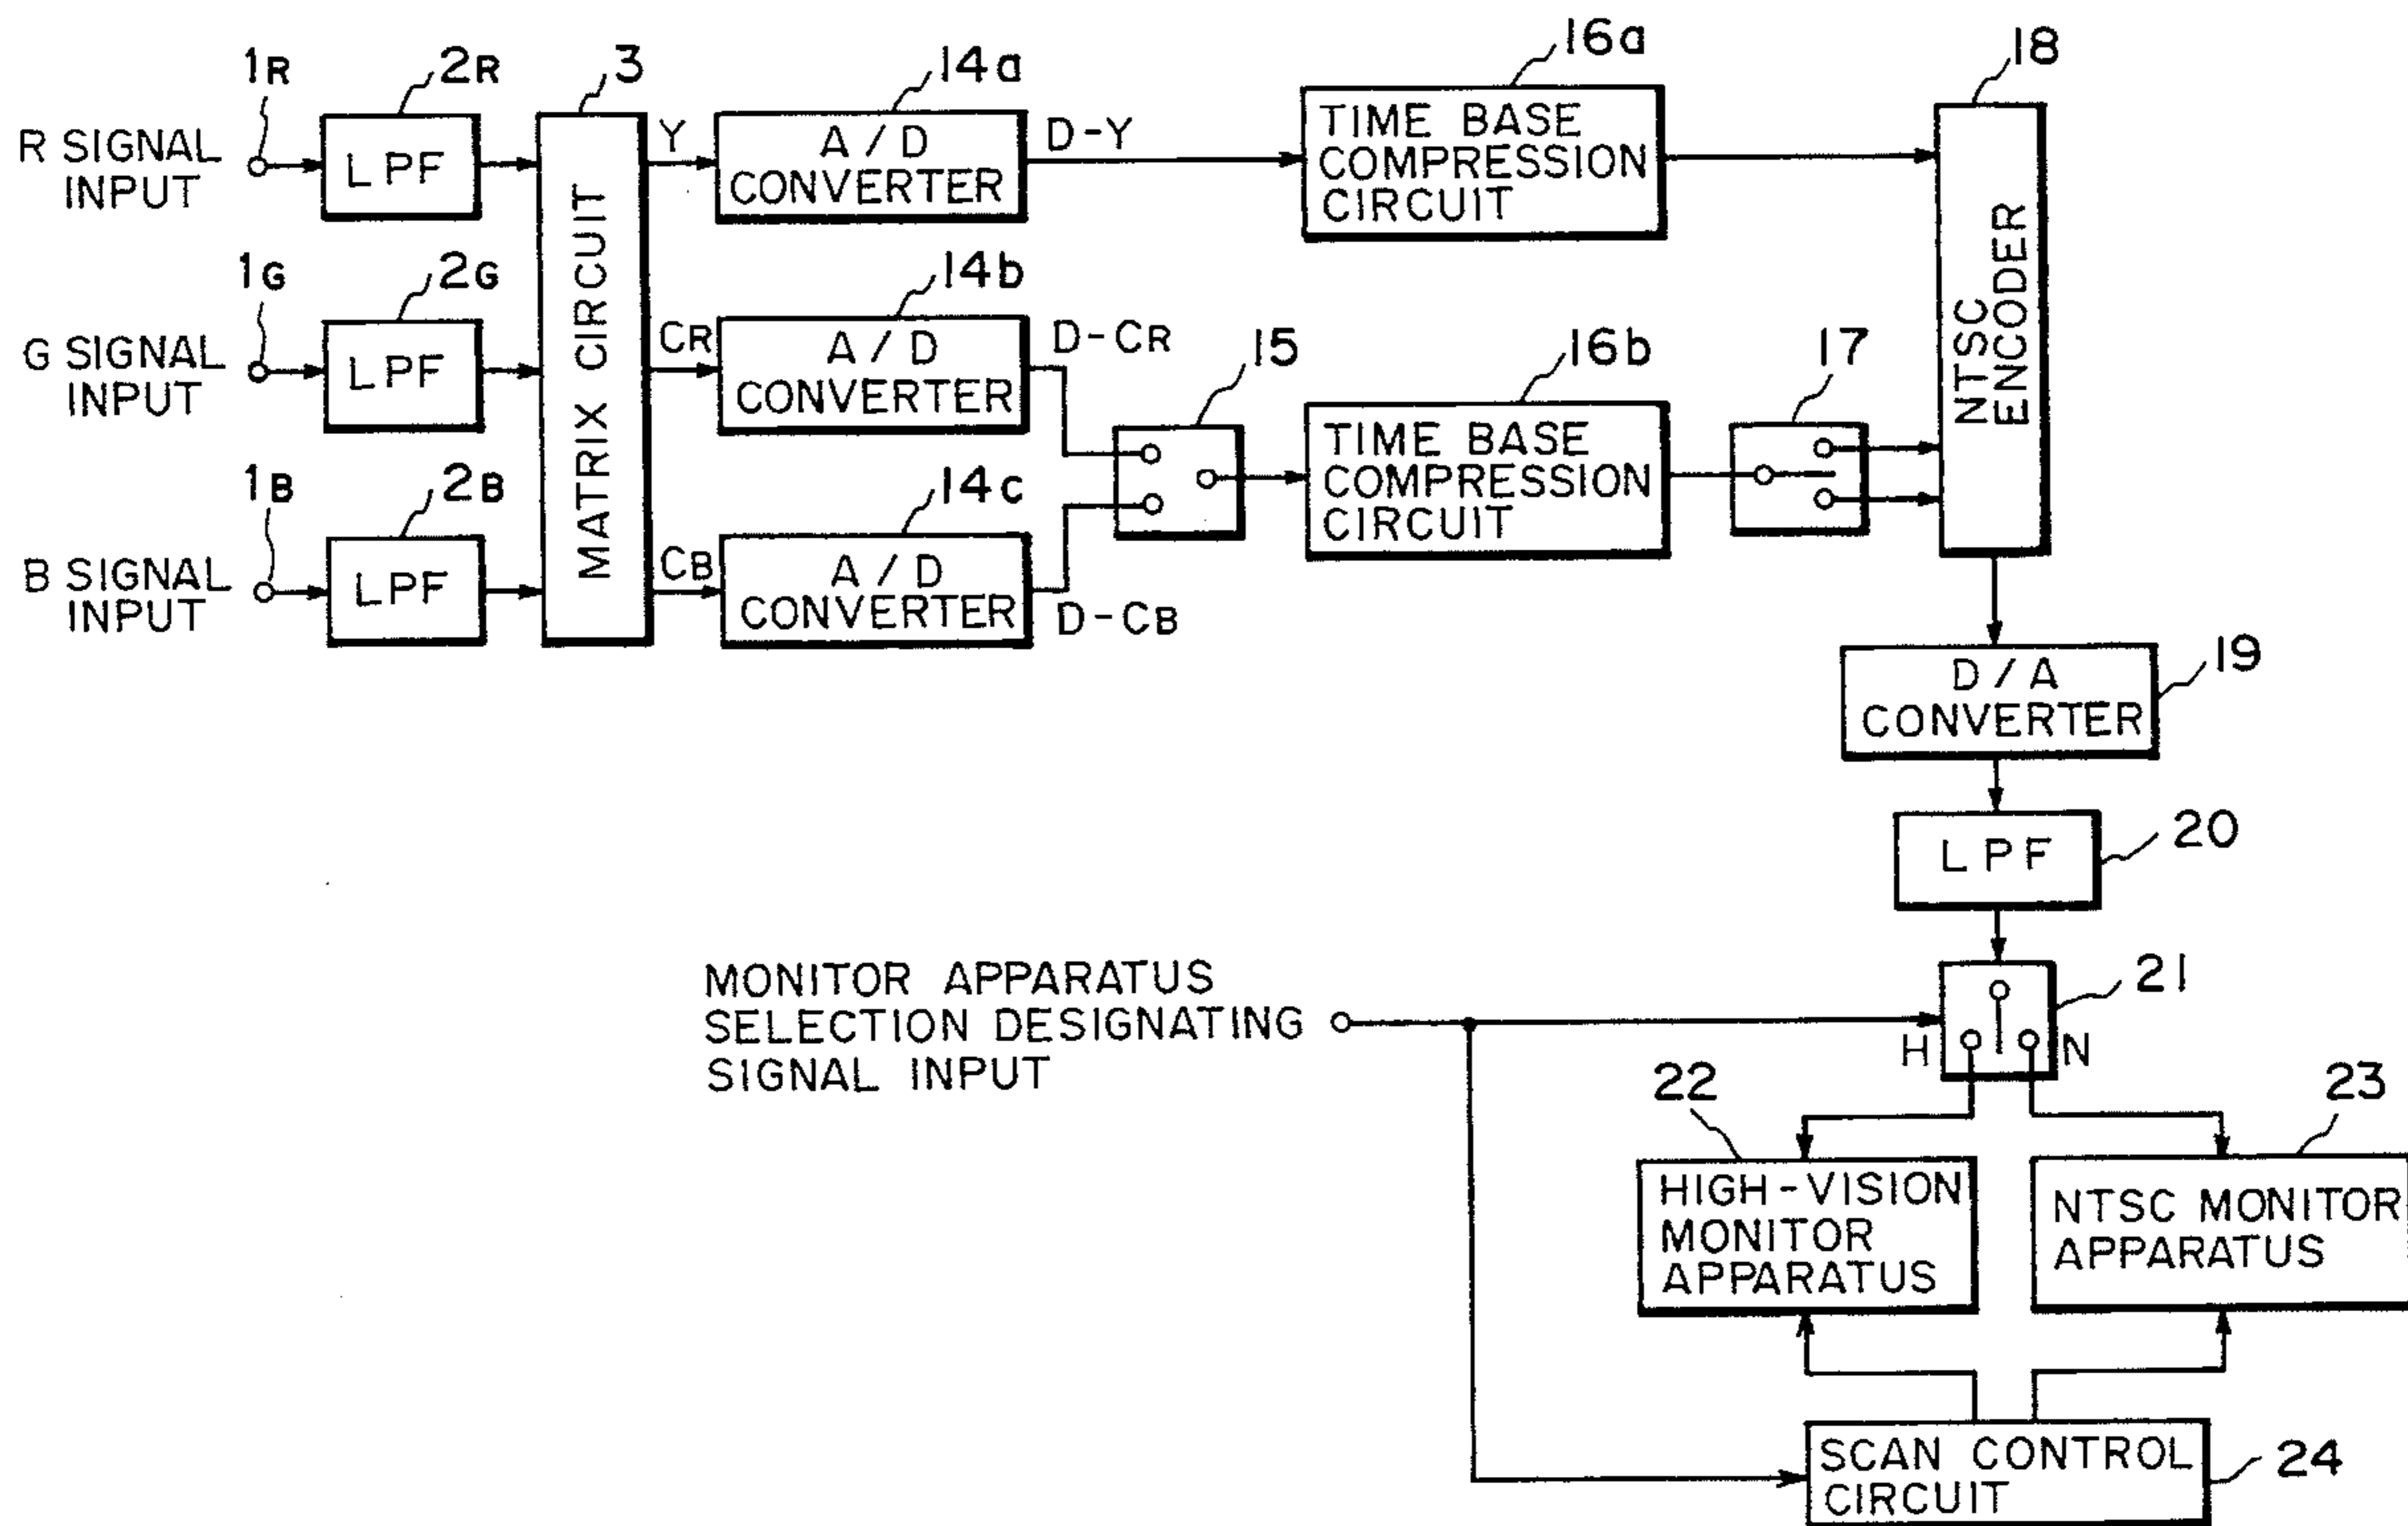 1R
2R
3
14a
16a
18
R SIGNAL
INPUT
LPF
MATRIX CIRCUIT
Y
A/D
CONVERTER
D-Y
TIME BASE
COMPRESSION
CIRCUIT
NTSC
ENCODER
1G
2G
14b
G SIGNAL
INPUT
LPF
CR
A/D
CONVERTER
D-CR
15
16b
17
TIME BASE
COMPRESSION
CIRCUIT
1B
2B
14c
B SIGNAL
INPUT
LPF
CB
A/D
CONVERTER
D-CB
D/A
CONVERTER
19
LPF
20
MONITOR APPARATUS
SELECTION DESIGNATING
SIGNAL INPUT
21
H
N
22
23
HIGH-VISION
MONITOR
APPARATUS
NTSC MONITOR
APPARATUS
SCAN CONTROL
CIRCUIT
24